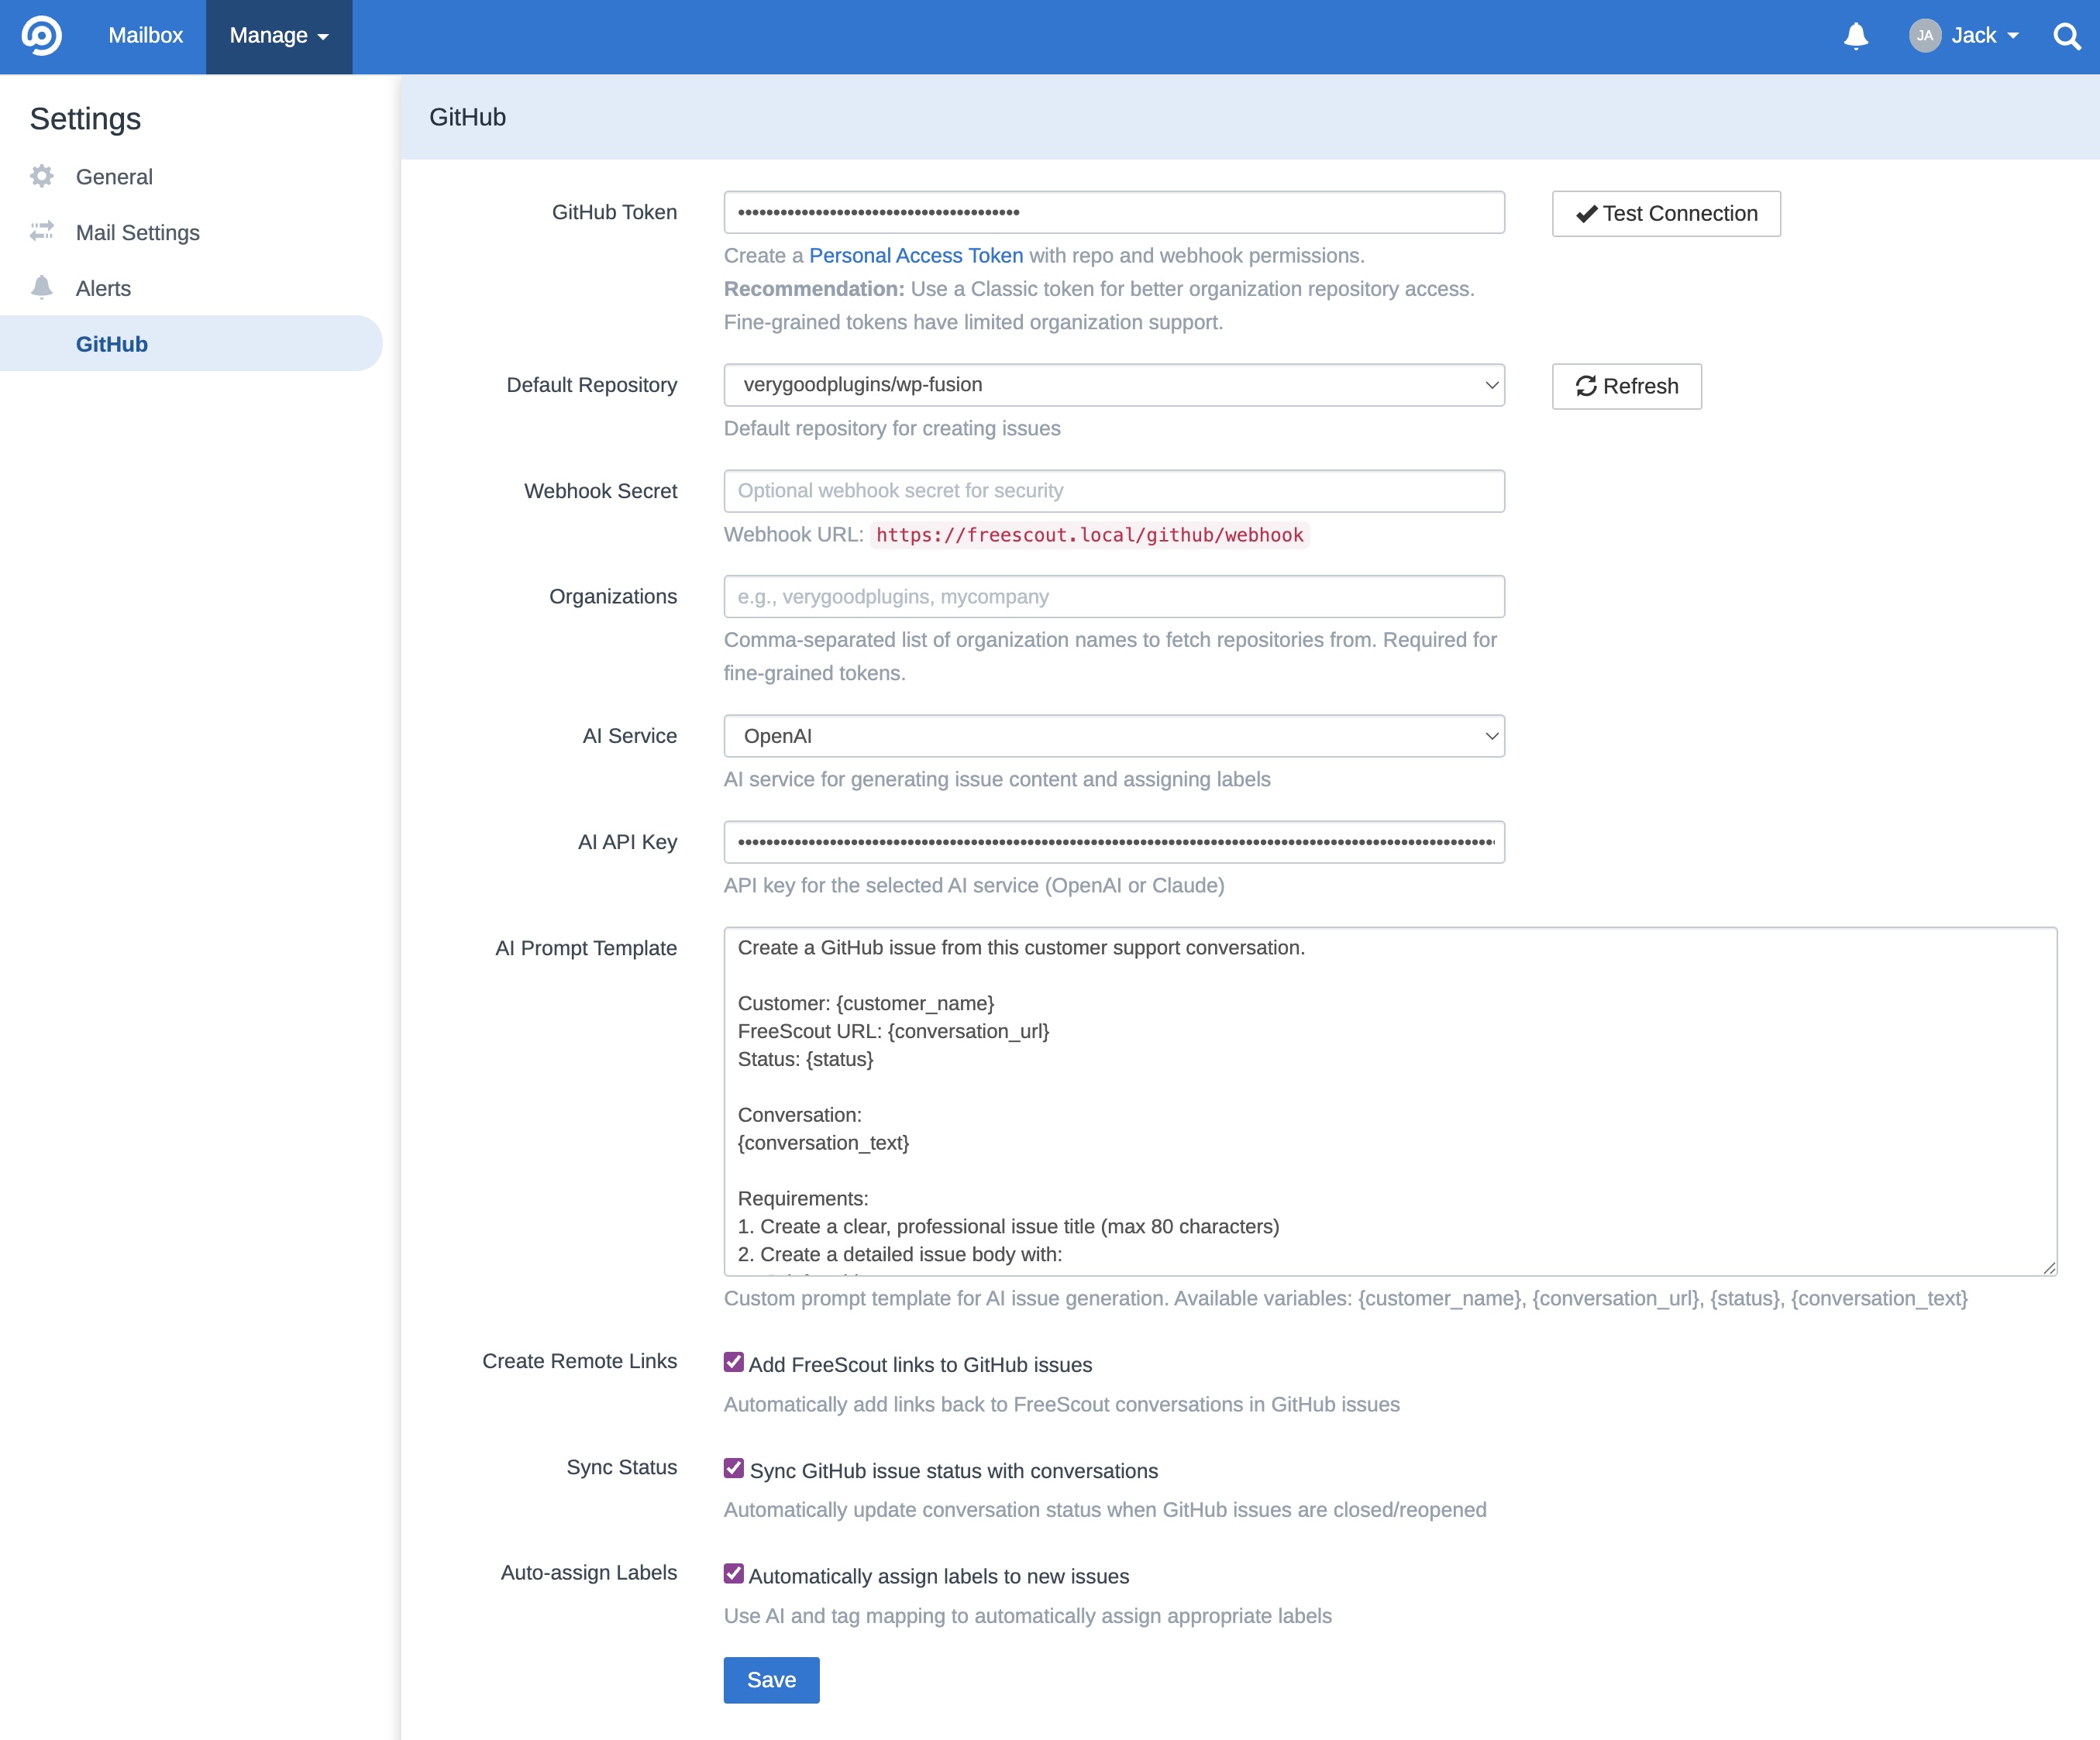 Mailbox
Manage
JA
Jack
Settings
General
Mail Settings
Alerts
GitHub
GitHub
GitHub Token
••••••••••••••••••••••••••••••••••••••••
Test Connection
Create a Personal Access Token with repo and webhook permissions.
Recommendation: Use a Classic token for better organization repository access.
Fine-grained tokens have limited organization support.
Default Repository
verygoodplugins/wp-fusion
Refresh
Default repository for creating issues
Webhook Secret
Optional webhook secret for security
Webhook URL: https://freescout.local/github/webhook
Organizations
e.g., verygoodplugins, mycompany
Comma-separated list of organization names to fetch repositories from. Required for
fine-grained tokens.
AI Service
OpenAI
AI service for generating issue content and assigning labels
AI API Key
API key for the selected AI service (OpenAI or Claude)
AI Prompt Template
Create a GitHub issue from this customer support conversation.
Customer: {customer_name}
FreeScout URL: {conversation_url}
Status: {status}
Conversation:
{conversation_text}
Requirements:
1. Create a clear, professional issue title (max 80 characters)
2. Create a detailed issue body with:
Custom prompt template for AI issue generation. Available variables: {customer_name}, {conversation_url}, {status}, {conversation_text}
Create Remote Links
Add FreeScout links to GitHub issues
Automatically add links back to FreeScout conversations in GitHub issues
Sync Status
Sync GitHub issue status with conversations
Automatically update conversation status when GitHub issues are closed/reopened
Auto-assign Labels
Automatically assign labels to new issues
Use AI and tag mapping to automatically assign appropriate labels
Save